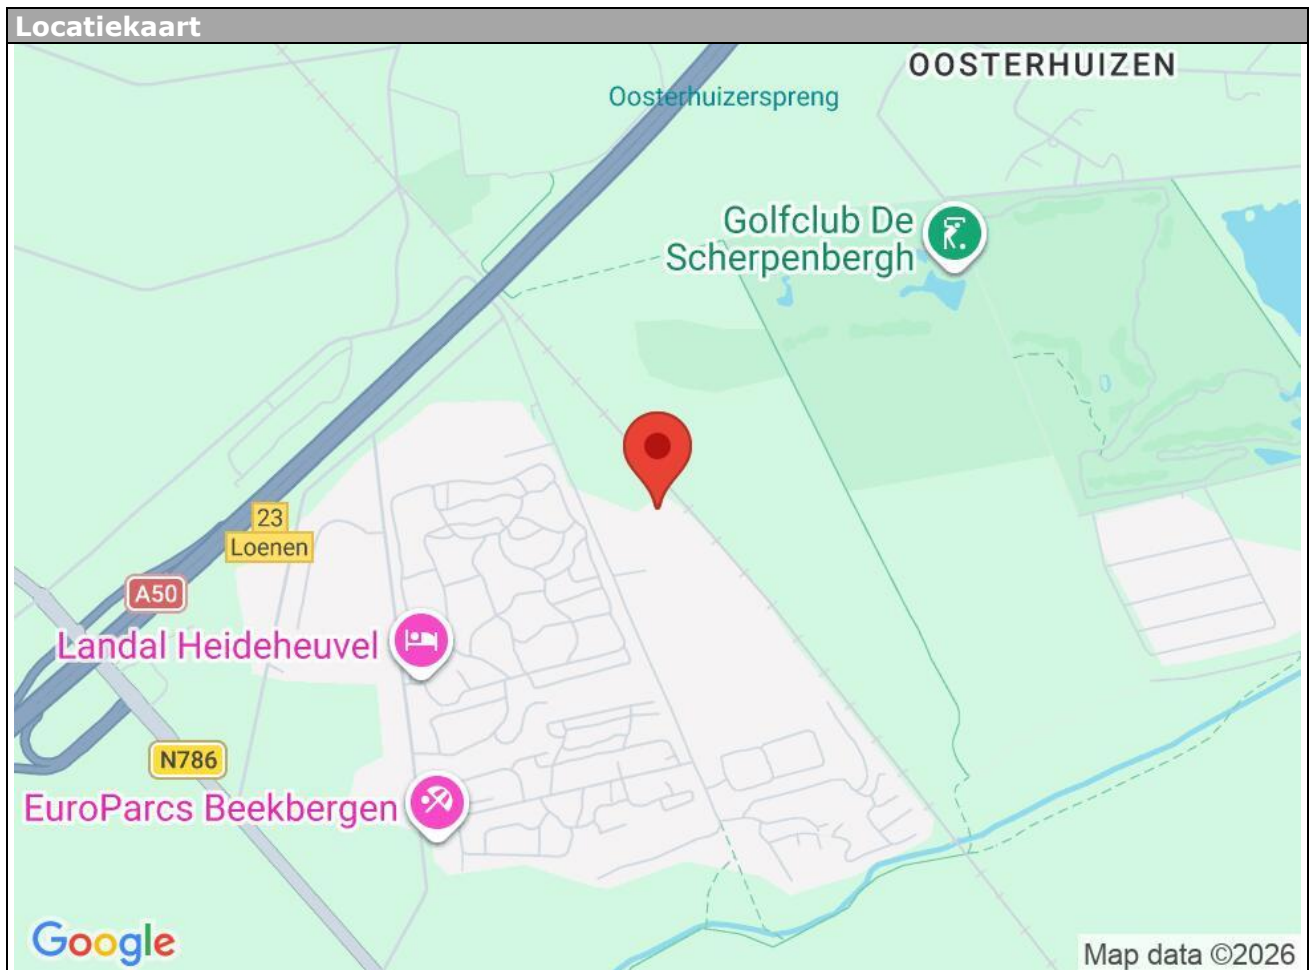 Locatiekaart
OOSTERHUIZEN
Oosterhuizerspreng
Golfclub De
Scherpenbergh
23
Loenen
A50
Landal Heideheuvel
N786
EuroParcs Beekbergen
Google
Map data ©2026